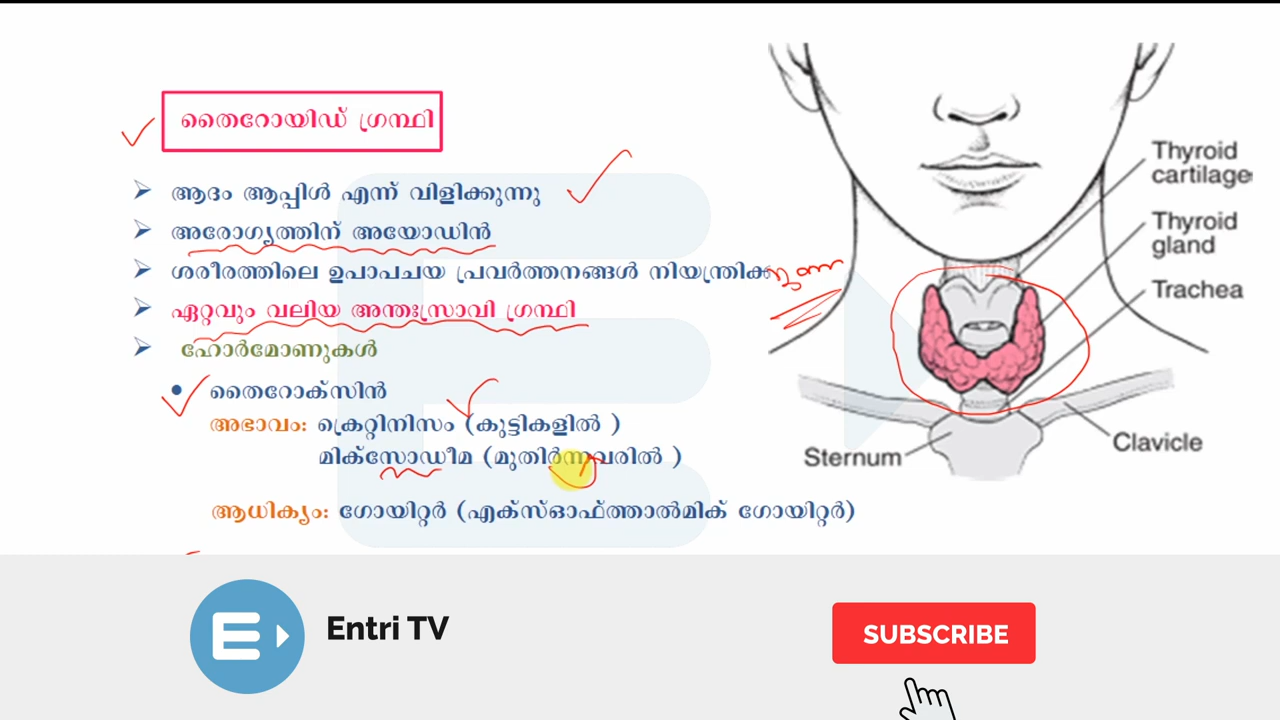 തൈറോയിഡ് ഗ്രന്ഥി
ആദം ആപ്പിൾ എന്ന് വിളിക്കുന്നു
അരോഗ്യത്തിന് അയോഡിൻ
ശരീരത്തിലെ ഉപാപചയ പ്രവർത്തനങ്ങൾ നിയന്ത്രിക്കുന്നു
ഏറ്റവും വലിയ അന്തഃസ്രാവി ഗ്രന്ഥി
ഹോർമോണുകൾ
തൈറോക്സിൻ
അഭാവം: ക്രെറ്റിനിസം (കുട്ടികളിൽ )
മിക്സോഡീമ (മുതിർന്നവരിൽ )
ആധിക്യം: ഗോയിറ്റർ (എക്സ്ഓഫ്ത്താൽമിക് ഗോയിറ്റർ)
Thyroid
cartilage
Thyroid
gland
Trachea
Clavicle
Sternum
Entri TV
SUBSCRIBE